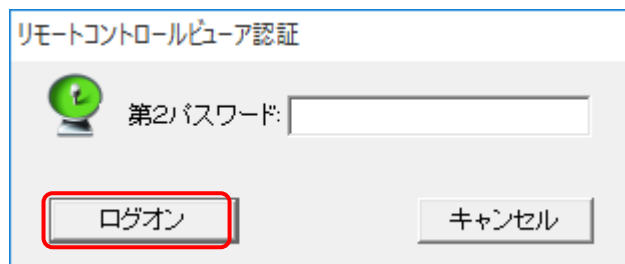 リモートコントロールビューア認証
第2パスワード:
ログオン
キャンセル